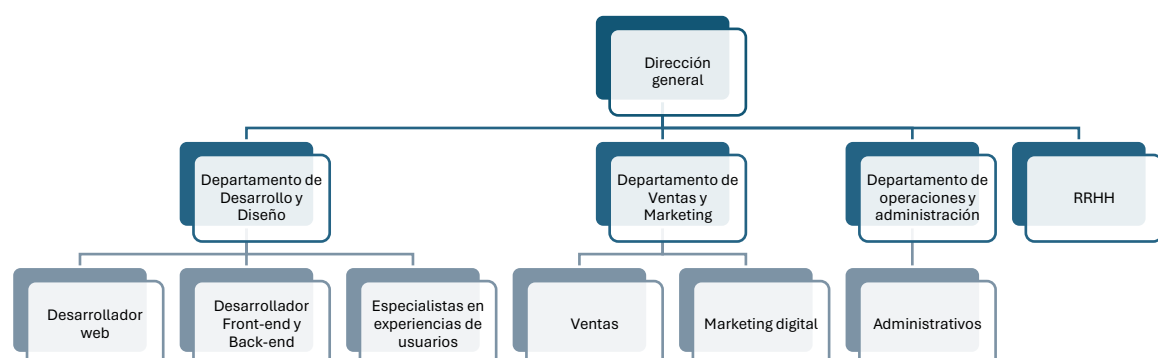 Dirección
general
Departamento de
Desarrollo y
Diseño
Departamento de
Ventas y
Marketing
Departamento de
operaciones y
administración
RRHH
Desarrollador
web
Desarrollador
Front-end y
Back-end
Especialistas en
experiencias de
usuarios
Ventas
Marketing digital
Administrativos